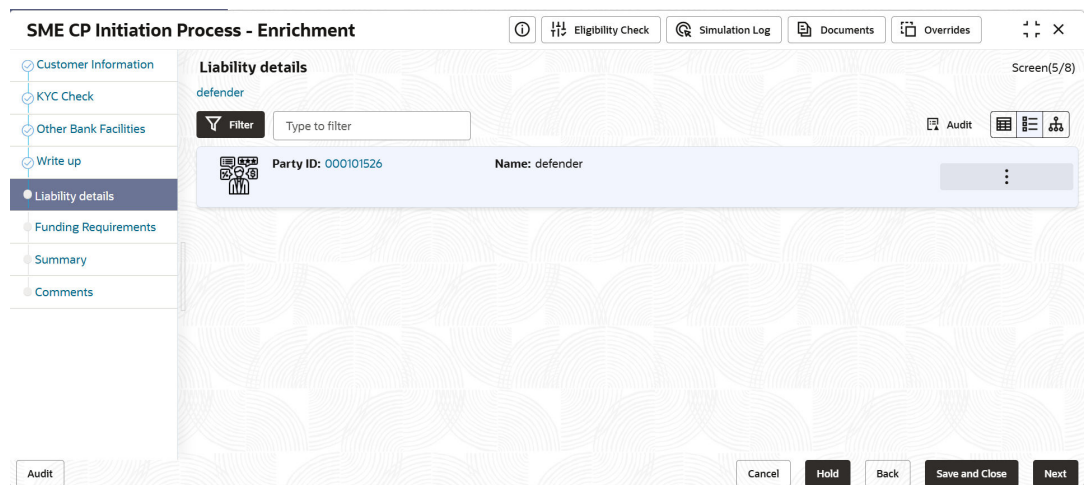 SME CP Initiation Process - Enrichment
Eligibility Check
Simulation Log
Documents
Overrides
Customer Information
KYC Check
Other Bank Facilities
Write up
Liability details
Funding Requirements
Summary
Comments
Liability details
Screen(5/8)
defender
Filter
Type to filter
Audit
Party ID: 000101526
Name: defender
Audit
Cancel
Hold
Back
Save and Close
Next